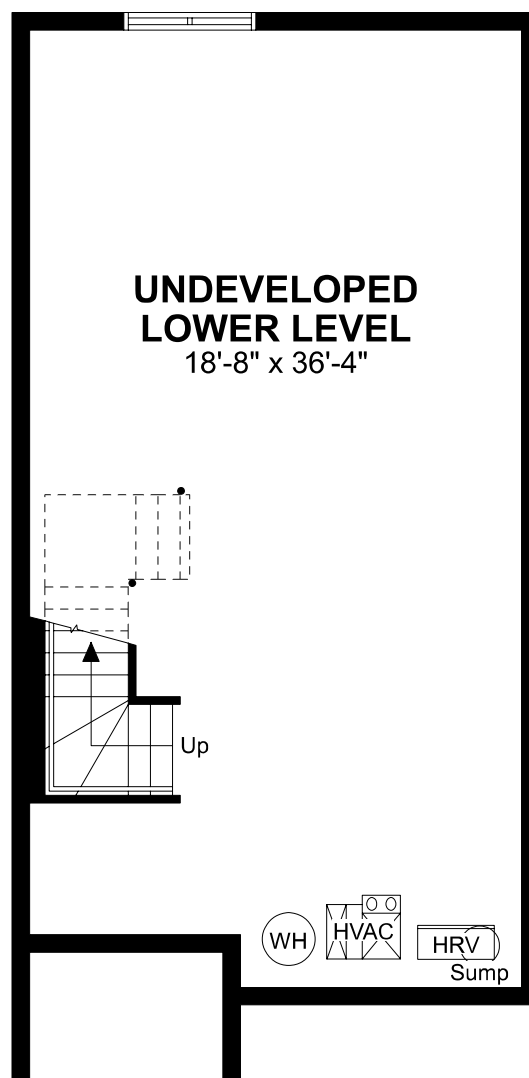 UNDEVELOPED
LOWER LEVEL
18'-8" x 36'-4"
Up
WH
HVAC
HRV
Sump